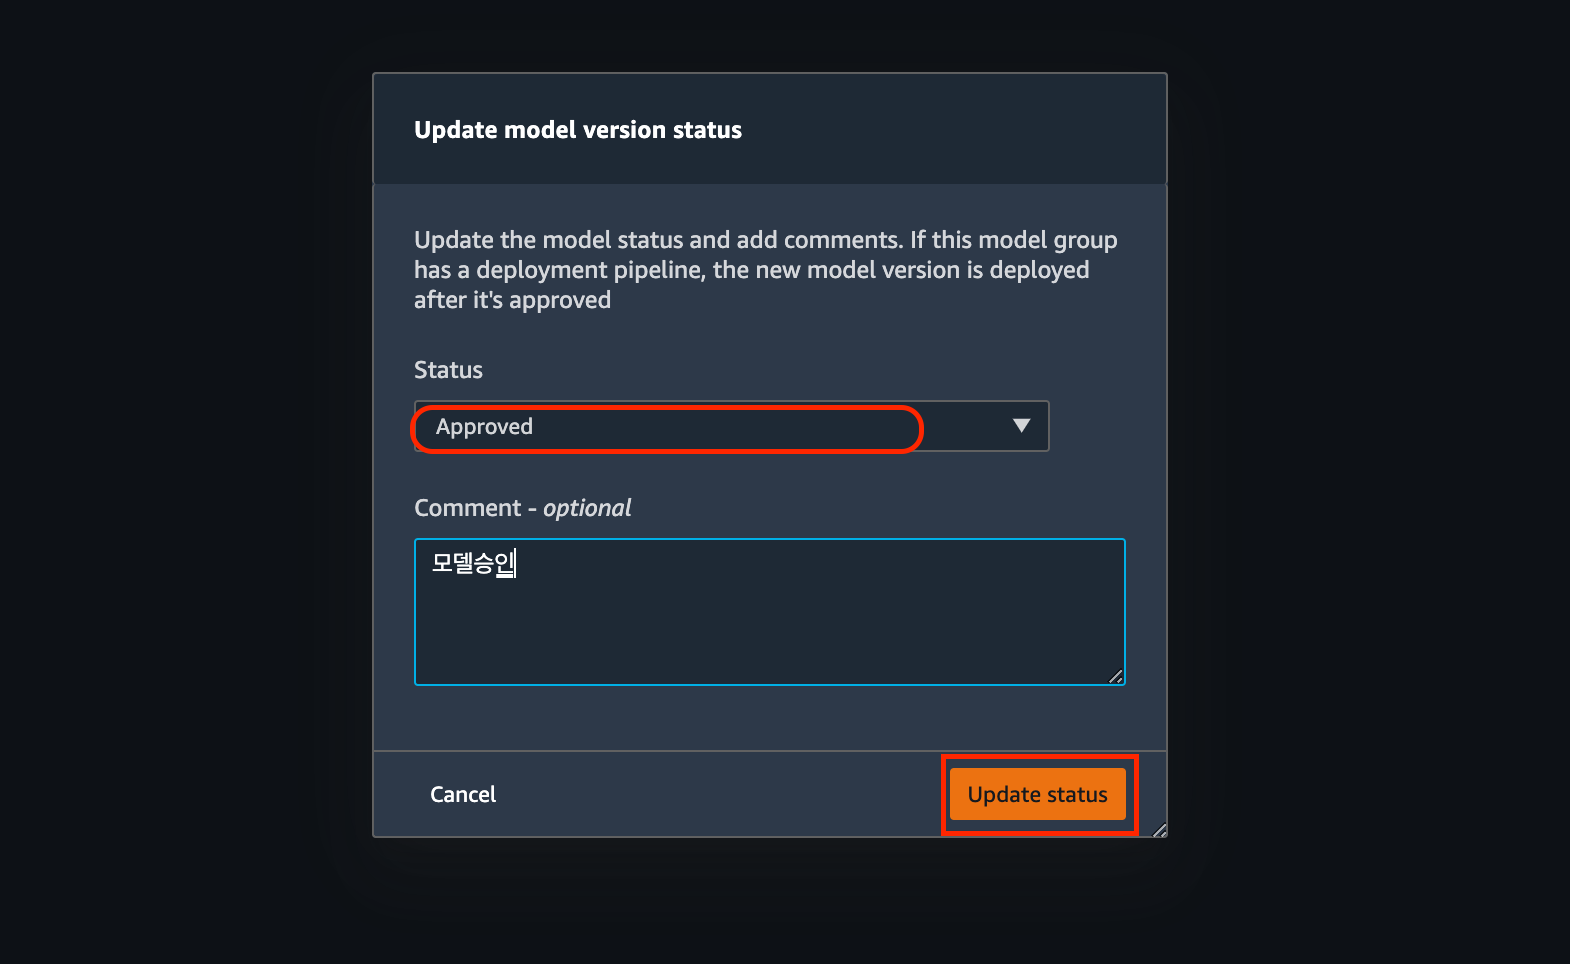 Update model version status
Update the model status and add comments. If this model group
has a deployment pipeline, the new model version is deployed
after it's approved
Status
Approved
Comment - optional
모델승인
Cancel
Update status